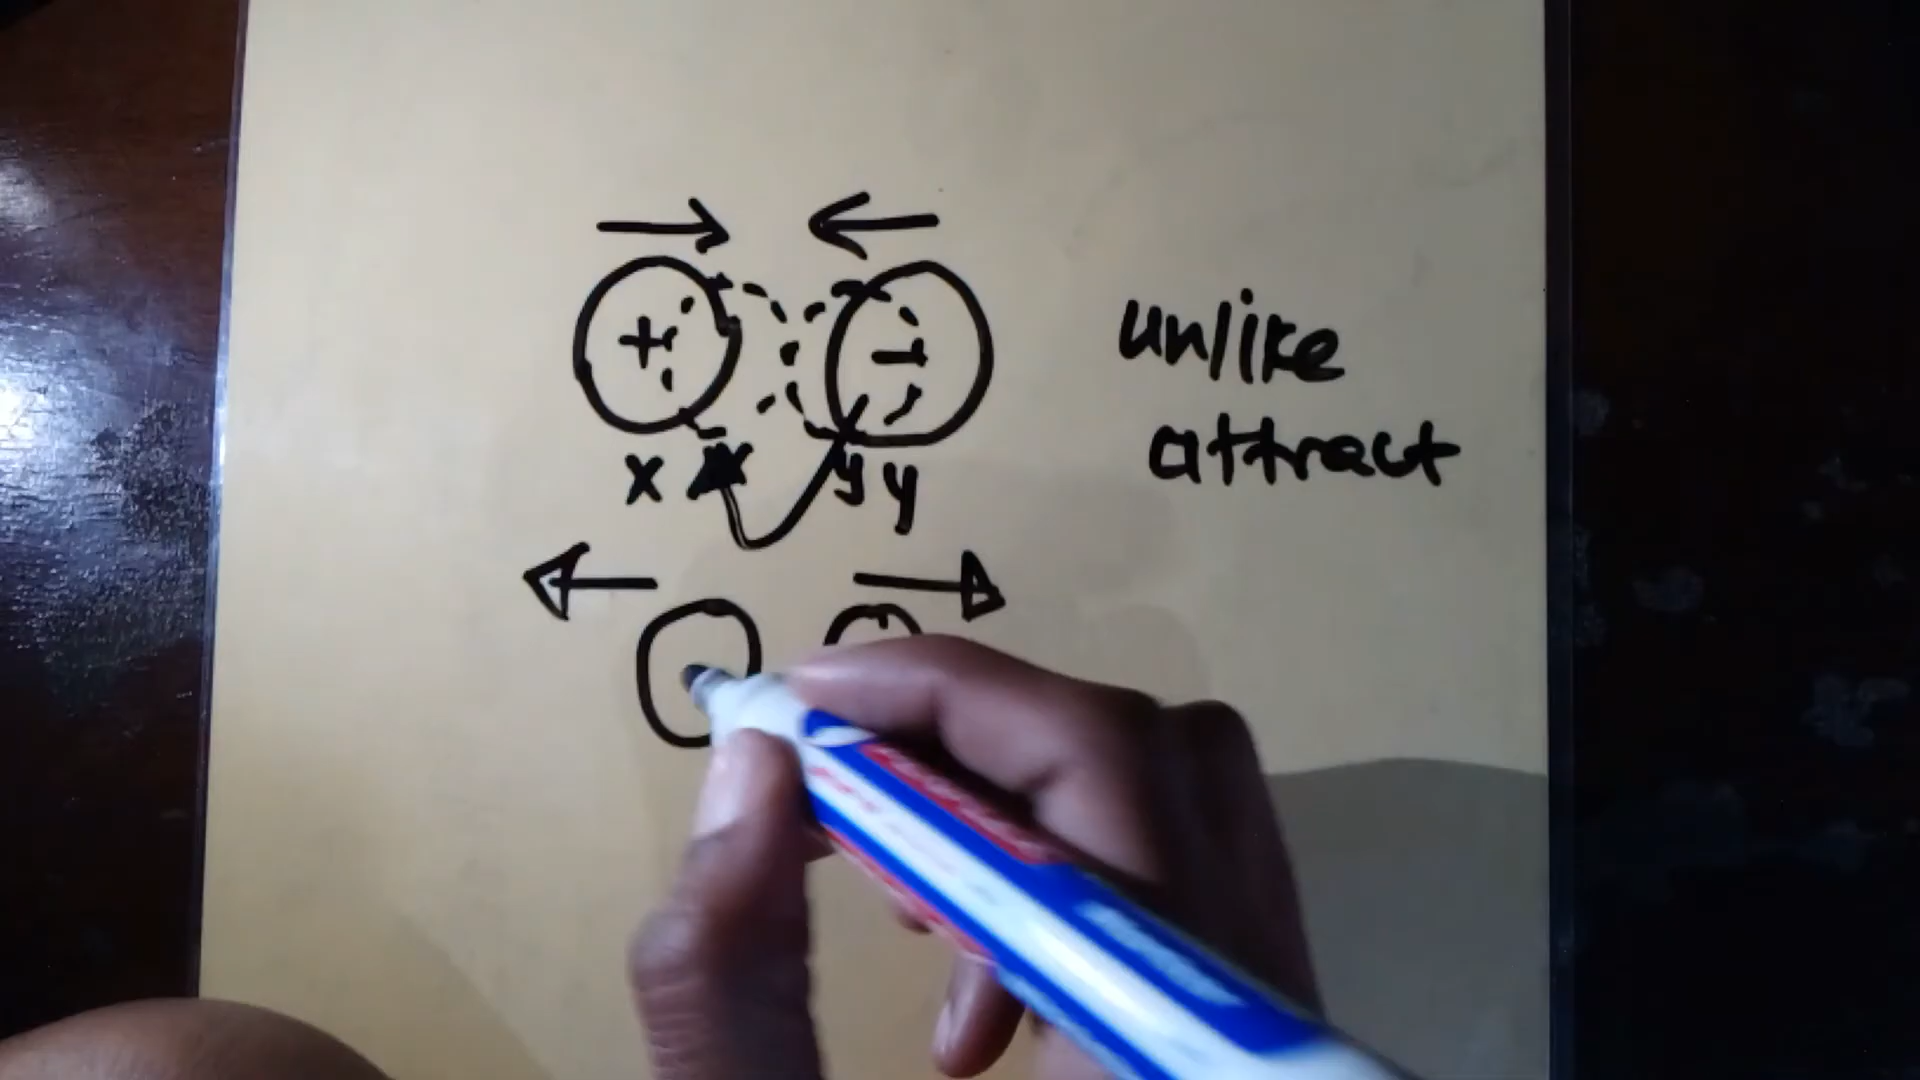 + -
unlike
attract
x x y y